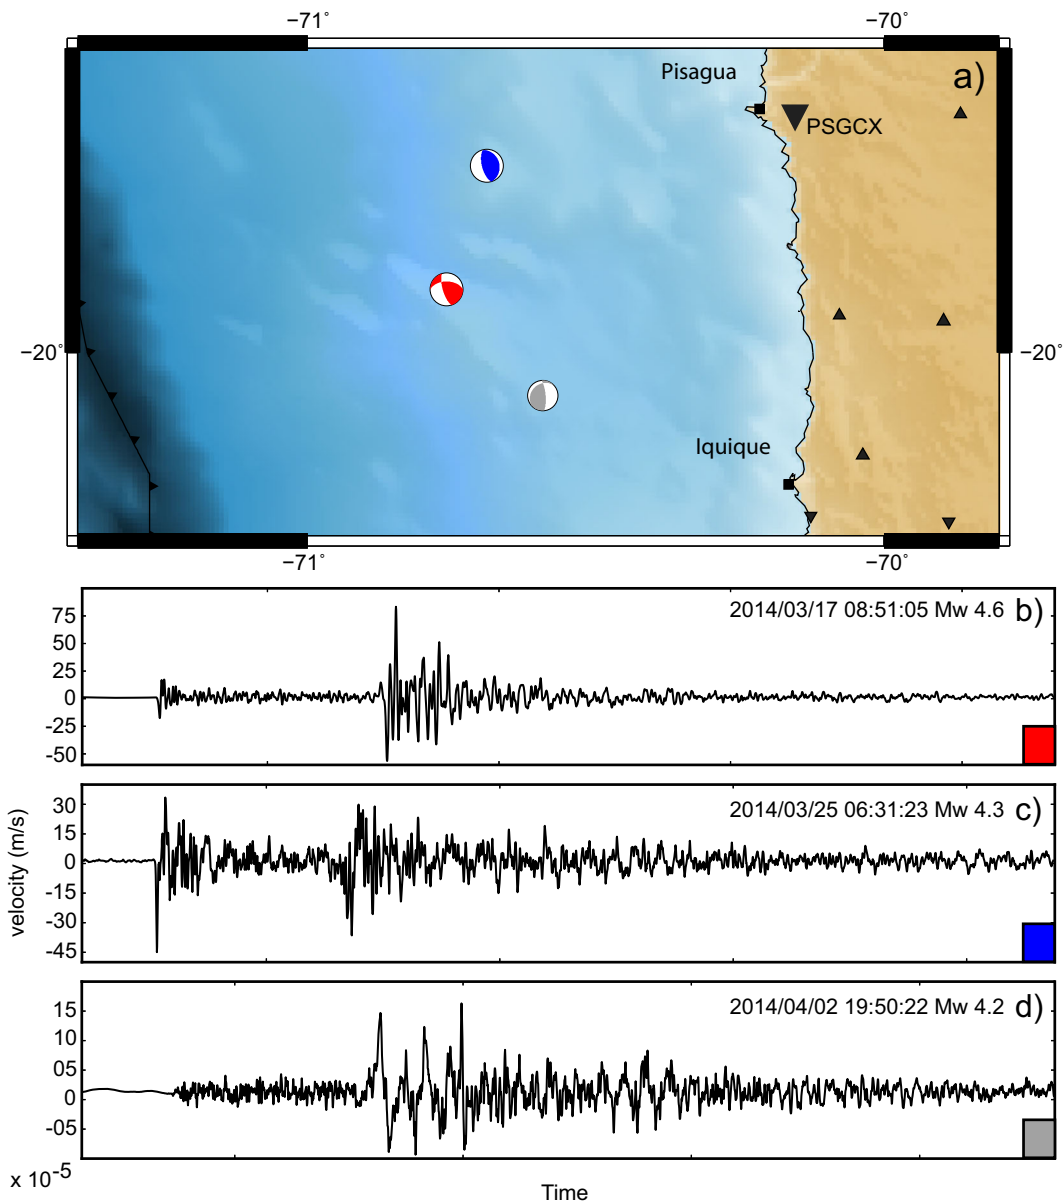 −71°
−70°
Pisagua
a)
PSGCX
−20°
−20°
Iquique
−71°
−70°
2014/03/17 08:51:05 Mw 4.6
b)
75
50
25
0
-25
-50
2014/03/25 06:31:23 Mw 4.3
c)
30
15
0
-15
-30
-45
velocity (m/s)
2014/04/02 19:50:22 Mw 4.2
d)
15
10
05
0
-05
x 10-5
Time